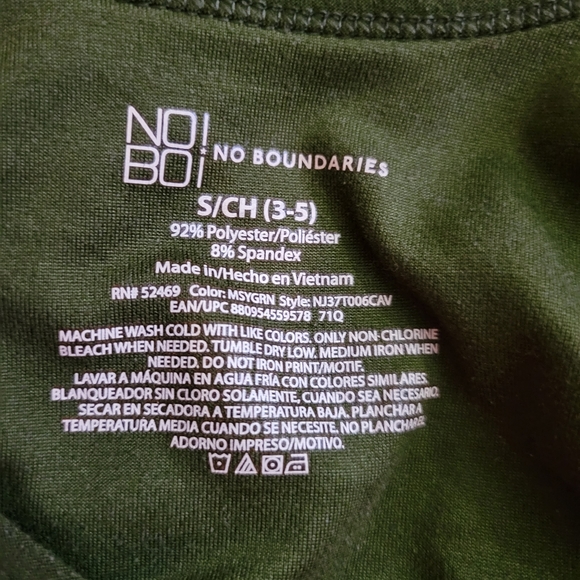 NO!
BO¡ NO BOUNDARIES
S/CH (3-5)
92% Polyester/Poliéster
8% Spandex
Made in/Hecho en Vietnam
RN# 52469 Color: MSYGRN Style: NJ37T006CAV
EAN/UPC 880954559578 71Q
MACHINE WASH COLD WITH LIKE COLORS. ONLY NON-CHLORINE
BLEACH WHEN NEEDED. TUMBLE DRY LOW. MEDIUM IRON WHEN
NEEDED. DO NOT IRON PRINT/MOTIF.
LAVAR A MÁQUINA EN AGUA FRÍA CON COLORES SIMILARES.
BLANQUEADOR SIN CLORO SOLAMENTE, CUANDO SEA NECESARIO.
SECAR EN SECADORA A TEMPERATURA BAJA. PLANCHAR A
TEMPERATURA MEDIA CUANDO SE NECESITE. NO PLANCHAR EL
ADORNO IMPRESO/MOTIVO.